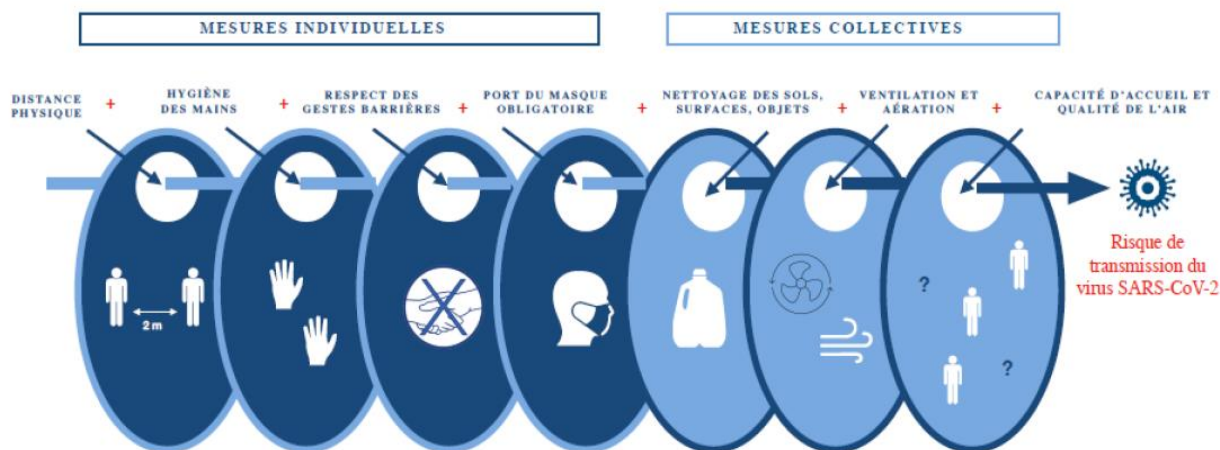 MESURES INDIVIDUELLES
MESURES COLLECTIVES
DISTANCE
PHYSIQUE
+
HYGIÈNE
DES MAINS
+
RESPECT DES
GESTES BARRIÈRES
+
PORT DU MASQUE
OBLIGATOIRE
+
NETTOYAGE DES SOLS,
SURFACES, OBJETS
+
VENTILATION ET
AÉRATION
+
CAPACITÉ D'ACCUEIL ET
QUALITÉ DE L'AIR
2 m
?
?
Risque de
transmission du
virus SARS-CoV-2